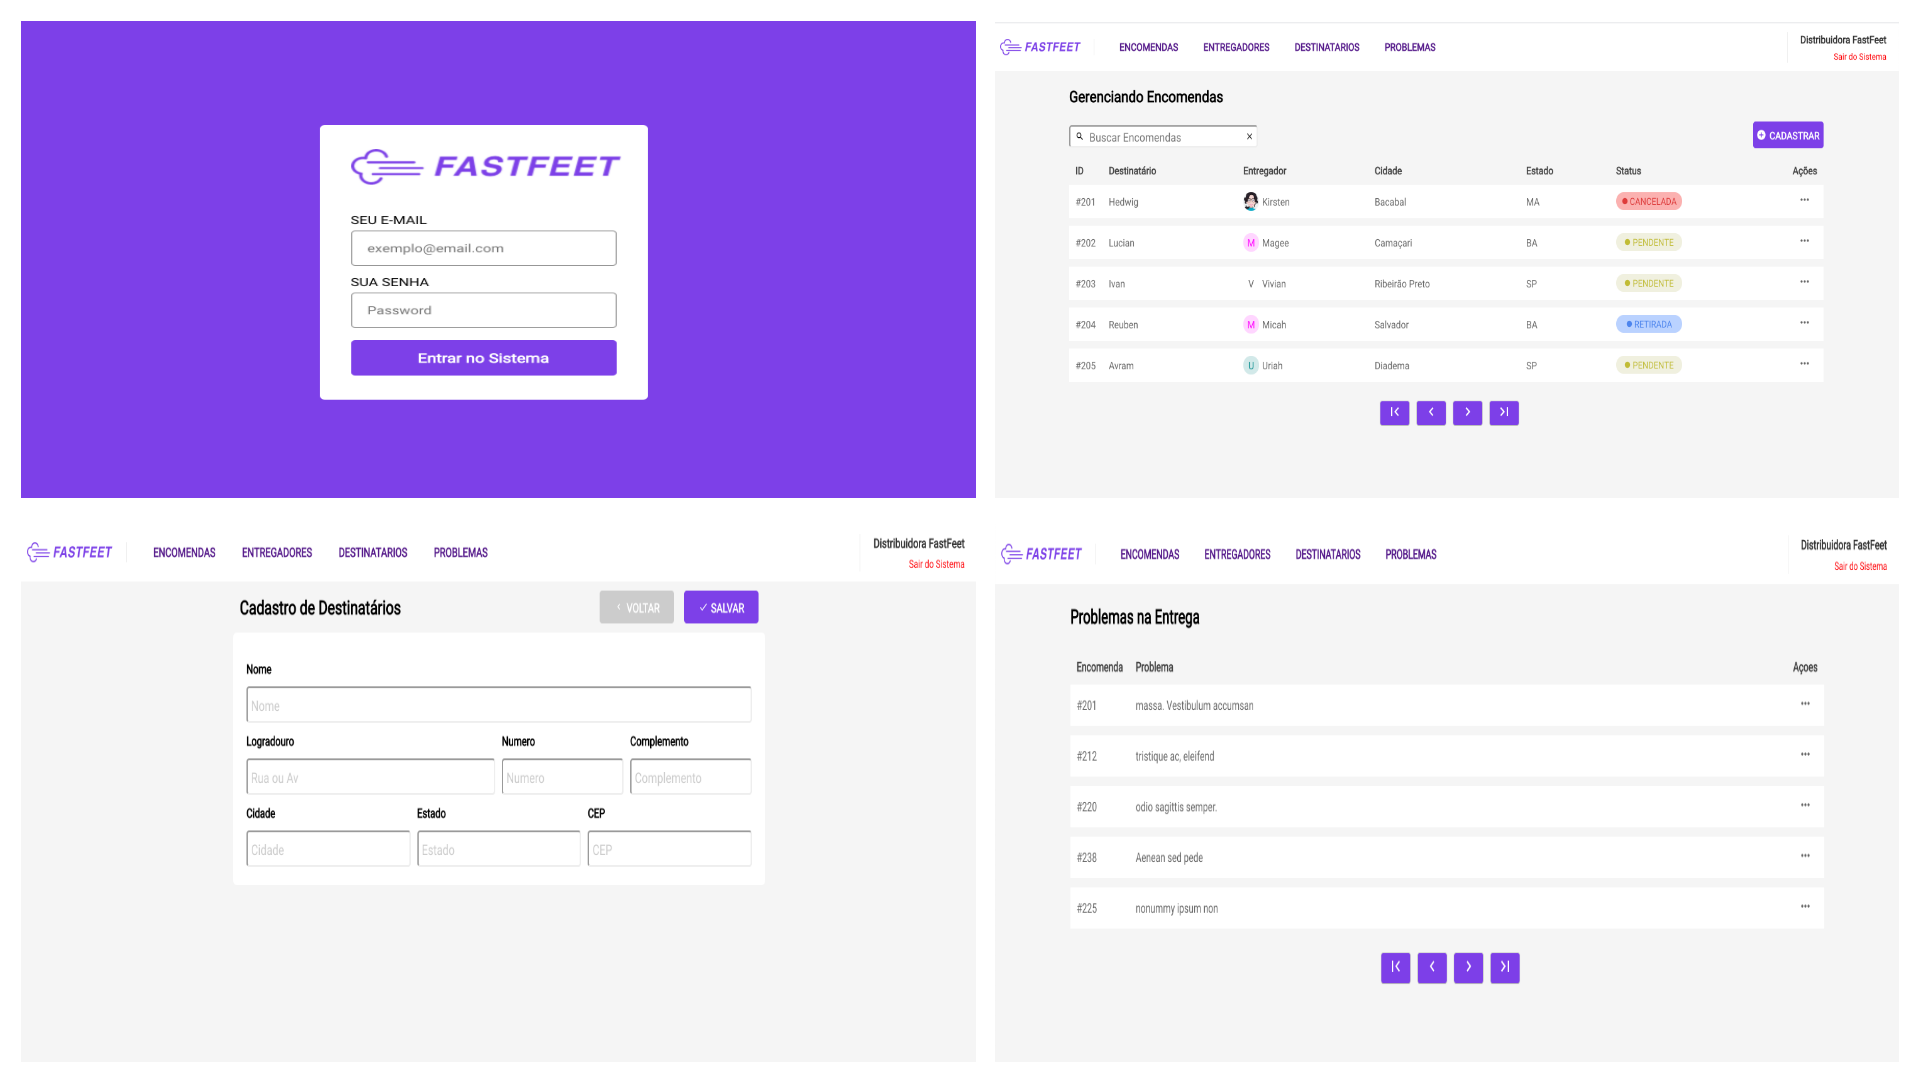 FASTFEET
SEU E-MAIL
exemplo@email.com
SUA SENHA
Password
Entrar no Sistema
FASTFEET ENCOMENDAS ENTREGADORES DESTINATARIOS PROBLEMAS Distribuidora FastFeet
Sair do Sistema
Gerenciando Encomendas
Buscar Encomendas
CADASTRAR
ID Destinatário Entregador Cidade Estado Status Ações
#201 Hedwig Kirsten Bacabal MA CANCELADA ...
#202 Lucian M Magee Camaçari BA PENDENTE ...
#203 Ivan V Vivian Ribeirão Preto SP PENDENTE ...
#204 Reuben M Micah Salvador BA RETIRADA ...
#205 Avram U Uriah Diadema SP PENDENTE ...
FASTFEET ENCOMENDAS ENTREGADORES DESTINATARIOS PROBLEMAS Distribuidora FastFeet
Sair do Sistema
Cadastro de Destinatários
VOLTAR
SALVAR
Nome
Nome
Logradouro Numero Complemento
Rua ou Av Numero Complemento
Cidade Estado CEP
Cidade Estado CEP
FASTFEET ENCOMENDAS ENTREGADORES DESTINATARIOS PROBLEMAS Distribuidora FastFeet
Sair do Sistema
Problemas na Entrega
Encomenda Problema Açoes
#201 massa. Vestibulum accumsan ...
#212 tristique ac, eleifend ...
#220 odio sagittis semper. ...
#238 Aenean sed pede ...
#225 nonummy ipsum non ...